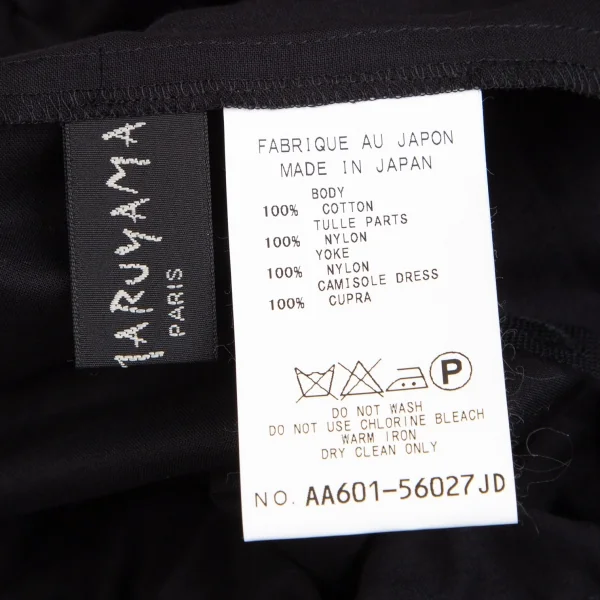 MARUYAMA
PARIS
FABRIQUE AU JAPON
MADE IN JAPAN
BODY
100% COTTON
TULLE PARTS
100% NYLON
YOKE
100% NYLON
CAMISOLE DRESS
100% CUPRA
P
DO NOT WASH
DO NOT USE CHLORINE BLEACH
WARM IRON
DRY CLEAN ONLY
NO. AA601-56027JD